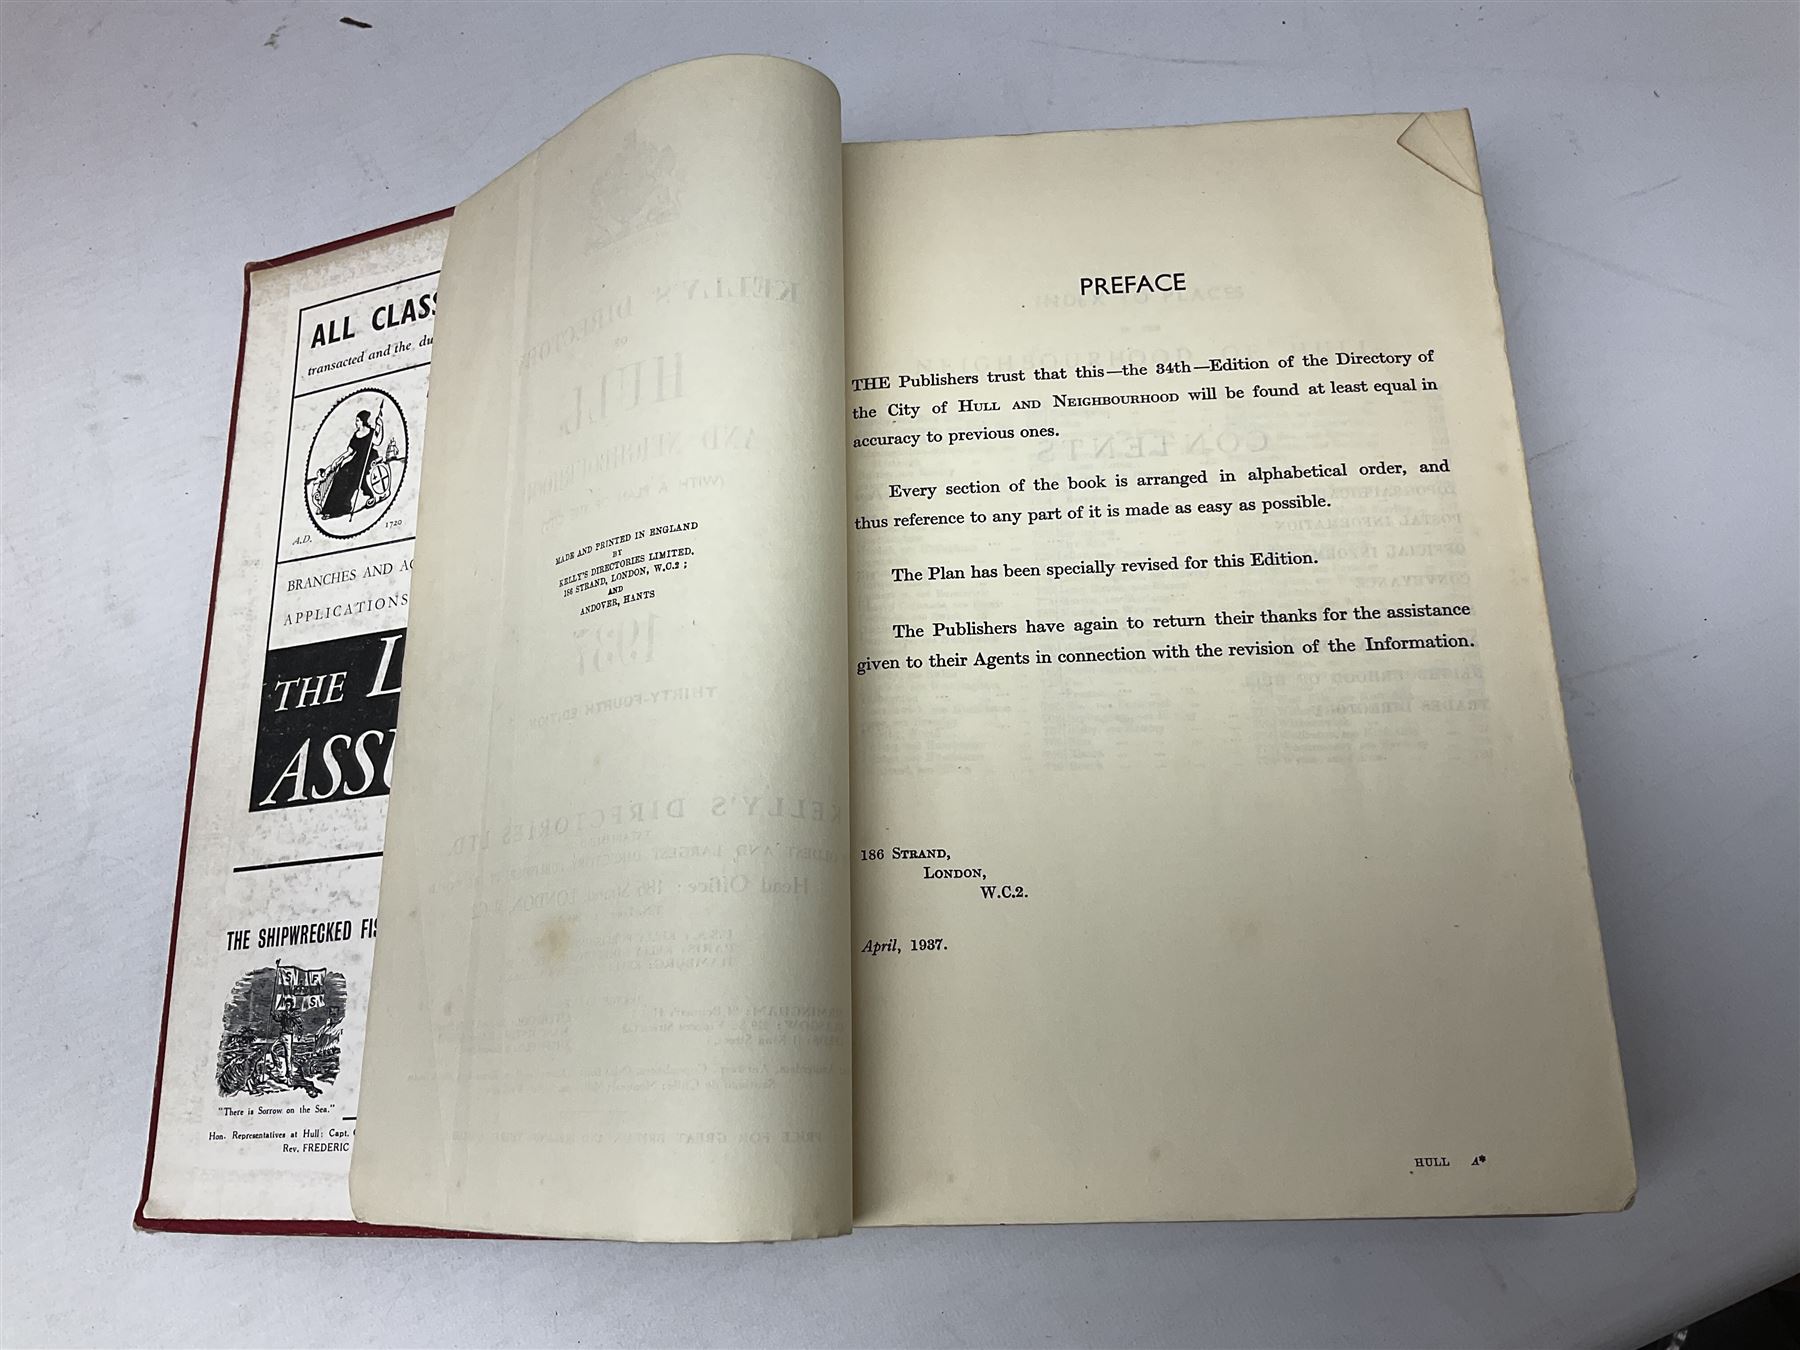 ALL CLASS
transacted and the du
A.D.
1720
BRANCHES AND AG
APPLICATIONS
THE L
ASSU
THE SHIPWRECKED FIS
S F
& S
"There is Sorrow on the Sea."
Hon. Representatives at Hull: Capt.
Rev. FREDERIC
MADE AND PRINTED IN ENGLAND
BY
KELLY'S DIRECTORIES LIMITED,
186 STRAND, LONDON, W.C.2;
AND
ANDOVER, HANTS
PREFACE
THE Publishers trust that this—the 34th—Edition of the Directory of
the City of HULL AND NEIGHBOURHOOD will be found at least equal in
accuracy to previous ones.
Every section of the book is arranged in alphabetical order, and
thus reference to any part of it is made as easy as possible.
The Plan has been specially revised for this Edition.
The Publishers have again to return their thanks for the assistance
given to their Agents in connection with the revision of the Information.
186 STRAND,
LONDON,
W.C.2.
April, 1937.
HULL A*